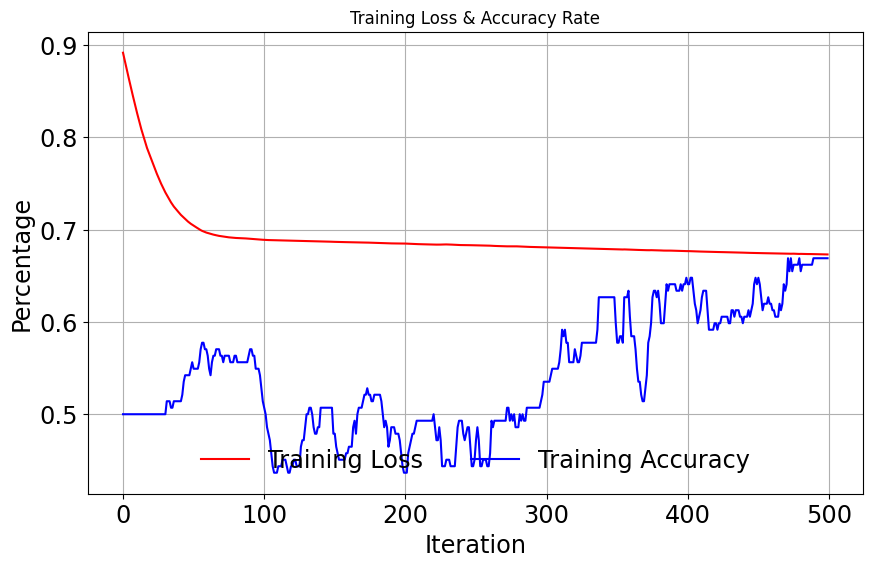 Training Loss & Accuracy Rate
0.9
0.8
0.7
0.6
0.5
Percentage
Training Loss
Training Accuracy
0 100 200 300 400 500
Iteration